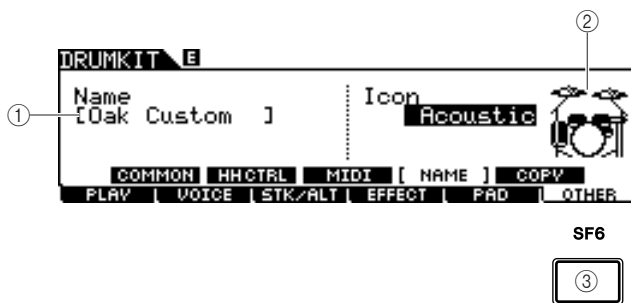 ②
DRUMKIT E
Name Icon
① [Oak Custom ] Acoustic
COMMON HHCTRL MIDI [ NAME ] COPY
PLAY VOICE STK/ALT EFFECT PAD OTHER
SF6
③